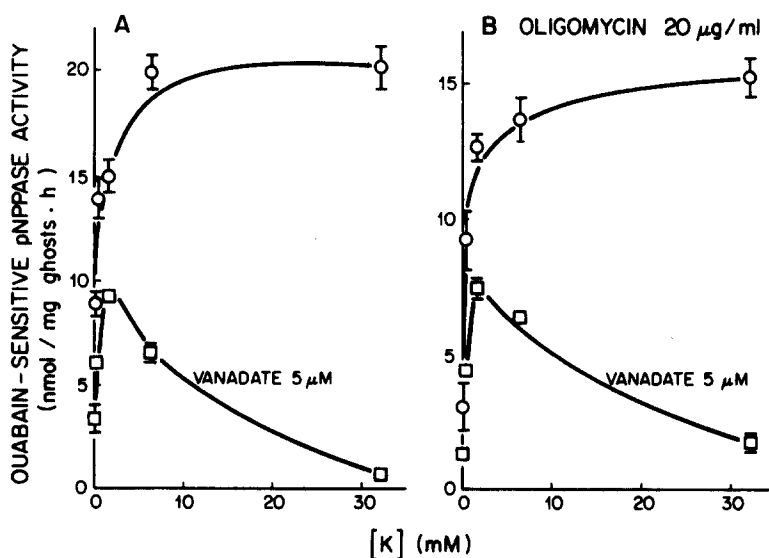 A
B OLIGOMYCIN 20 μg/ml
OUABAIN-SENSITIVE pNPPASE ACTIVITY
(nmol / mg ghosts · h)
20
15
10
5
0
VANADATE 5 μM
0
10
20
30
15
10
5
0
VANADATE 5 μM
0
10
20
30
[K] (mM)